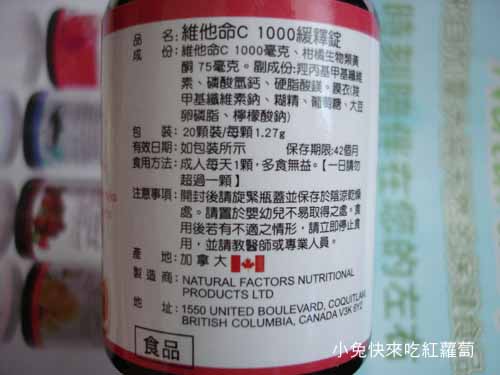 品 名: 維他命C 1000緩釋錠
成 份: 維他命C 1000毫克、柑橘生物類黃
酮 75毫克。副成份:羥丙基甲基纖維
素、磷酸氫鈣、硬脂酸鎂。膜衣(羧
甲基纖維素鈉、糊精、葡萄糖、大豆
卵磷脂、檸檬酸鈉)
包 裝: 20顆裝/每顆1.27g
有效日期: 如包裝所示 保存期限:42個月
食用方法: 成人每天1顆,多食無益。【一日請勿
超過一顆】
注意事項: 開封後請旋緊瓶蓋並保存於陰涼乾燥
處。請置於嬰幼兒不易取得之處。食
用後若有不適之情形,請立即停止食
用,並請教醫師或專業人員。
產 地: 加拿大
製造商: NATURAL FACTORS NUTRITIONAL
PRODUCTS LTD
地 址: 1550 UNITED BOULEVARD, COQUITLAM,
BRITISH COLUMBIA, CANADA V3K 6Y2
食品
小兔快來吃紅蘿蔔